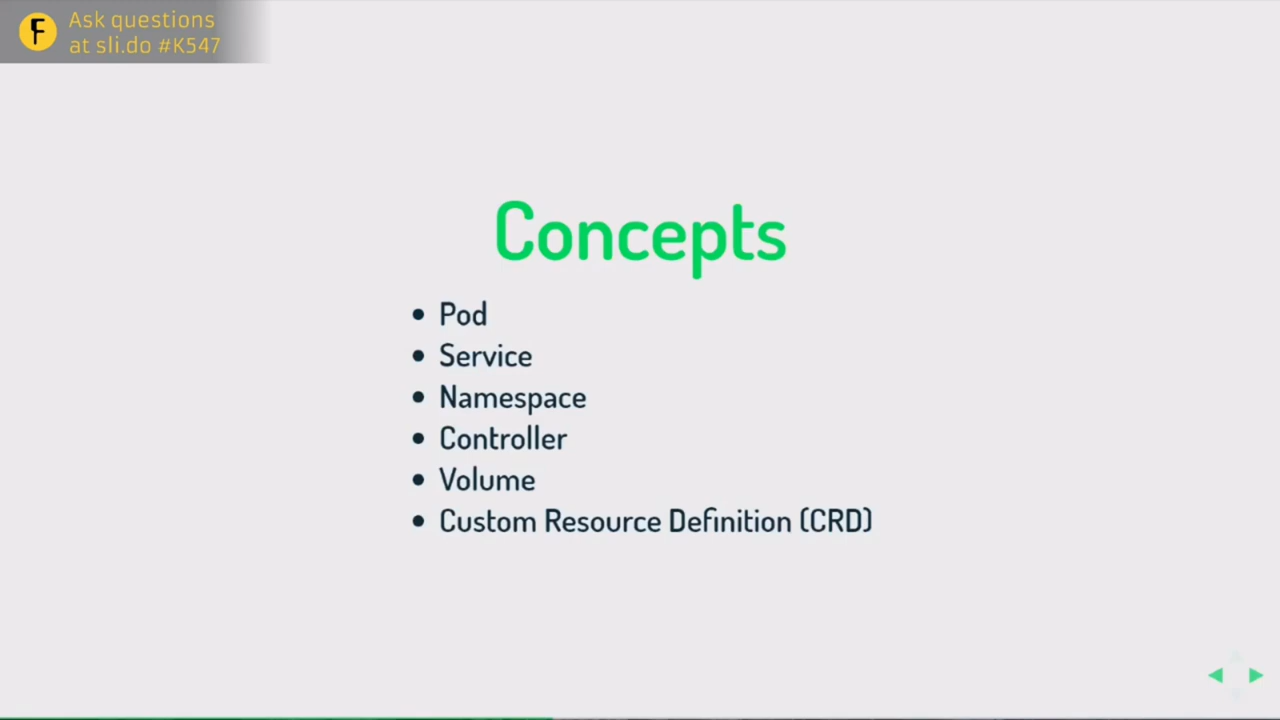 F
Ask questions
at sli.do #K547
Concepts
Pod
Service
Namespace
Controller
Volume
Custom Resource Definition (CRD)